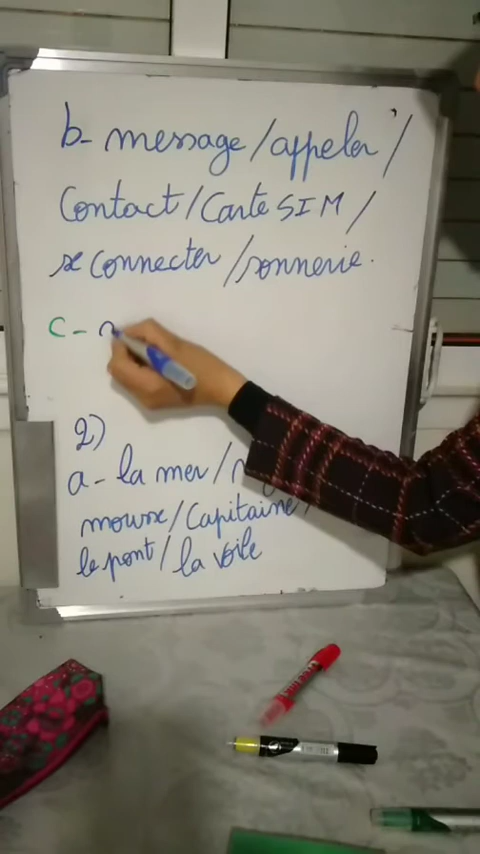 b- message / appeler /
Contact / Carte SIM /
se connecter / sonnerie.
c-
2)
a- la mer /
mousse / Capitaine /
le pont / la voile